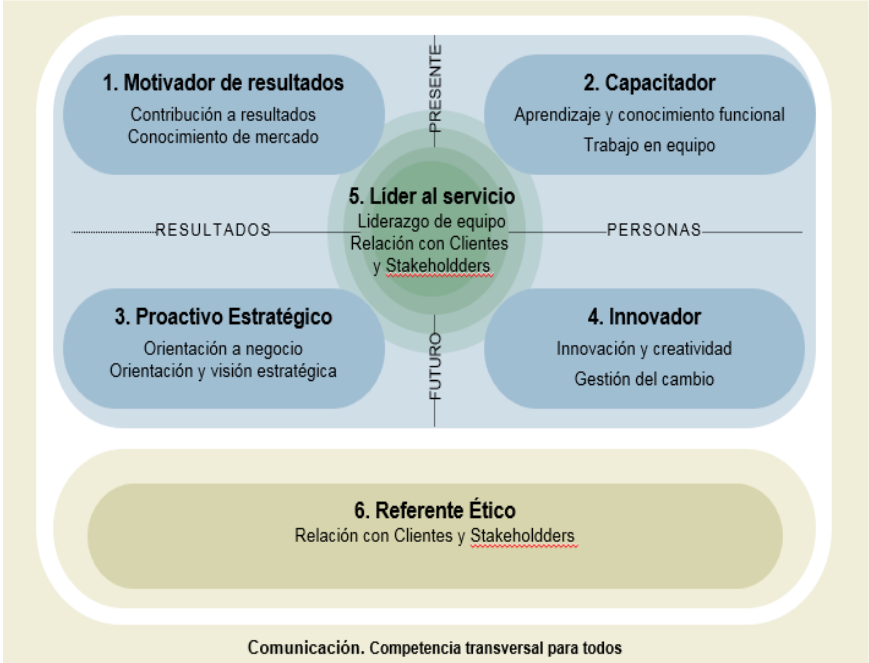 1. Motivador de resultados
Contribución a resultados
Conocimiento de mercado
PRESENTE
2. Capacitador
Aprendizaje y conocimiento funcional
Trabajo en equipo
5. Líder al servicio
Liderazgo de equipo
Relación con Clientes
y Stakeholdders
RESULTADOS
PERSONAS
3. Proactivo Estratégico
Orientación a negocio
Orientación y visión estratégica
FUTURO
4. Innovador
Innovación y creatividad
Gestión del cambio
6. Referente Ético
Relación con Clientes y Stakeholdders
Comunicación. Competencia transversal para todos